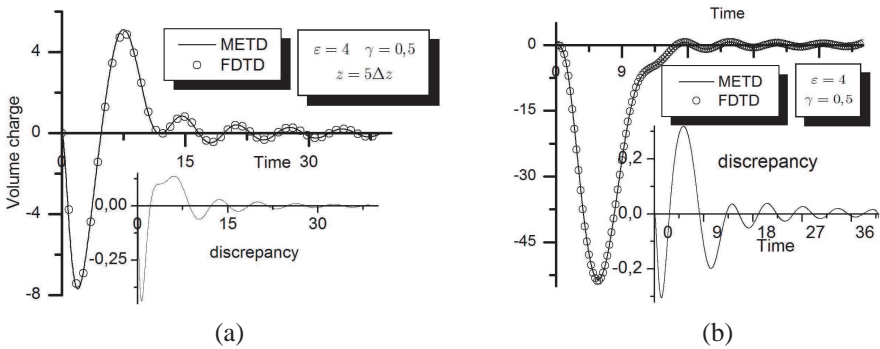 METD
FDTD
ε = 4 γ = 0,5
z = 5Δz
Volume charge
4
0
-4
-8
0
15
30
Time
0,00
-0,25
0
15
30
discrepancy
(a)
Time
0
-15
-30
-45
0
9
METD
FDTD
ε = 4
γ = 0,5
discrepancy
0,2
0,0
-0,2
0
9
18
27
36
Time
(b)